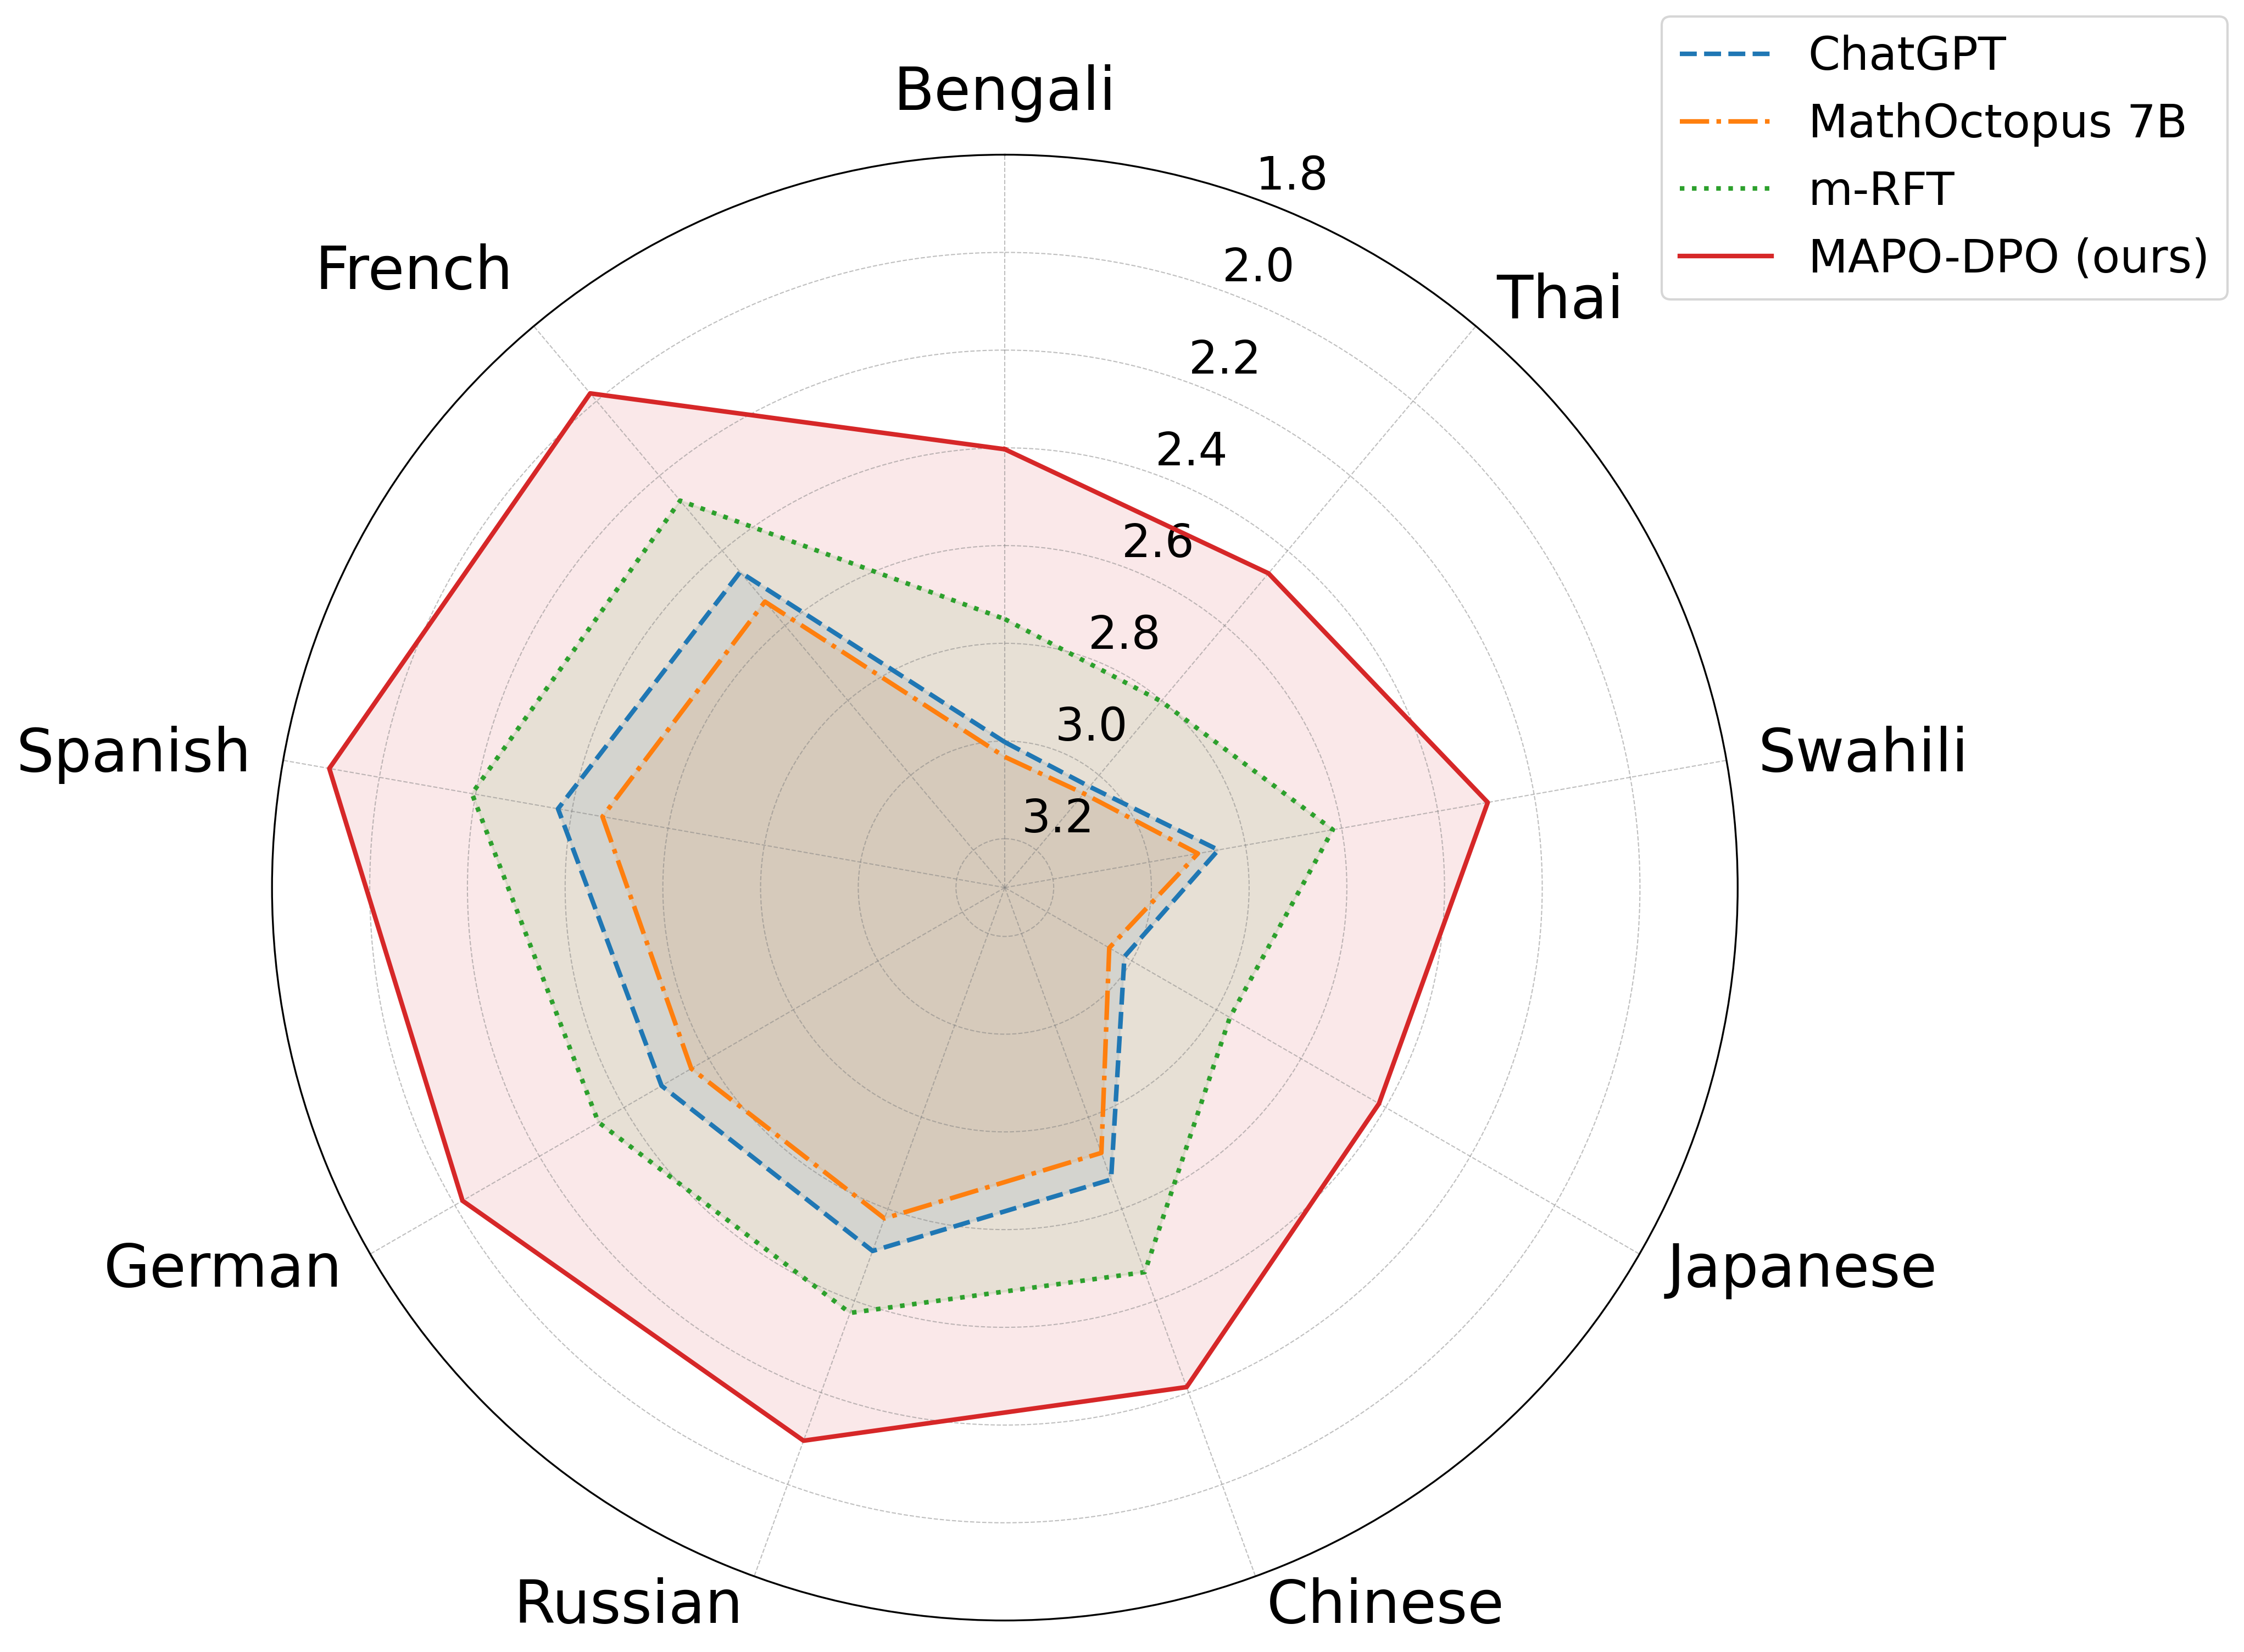 ChatGPT
MathOctopus 7B
m-RFT
MAPO-DPO (ours)
Bengali
1.8
French
2.0
Thai
2.2
2.4
2.6
2.8
3.0
Spanish
Swahili
3.2
German
Japanese
Russian
Chinese